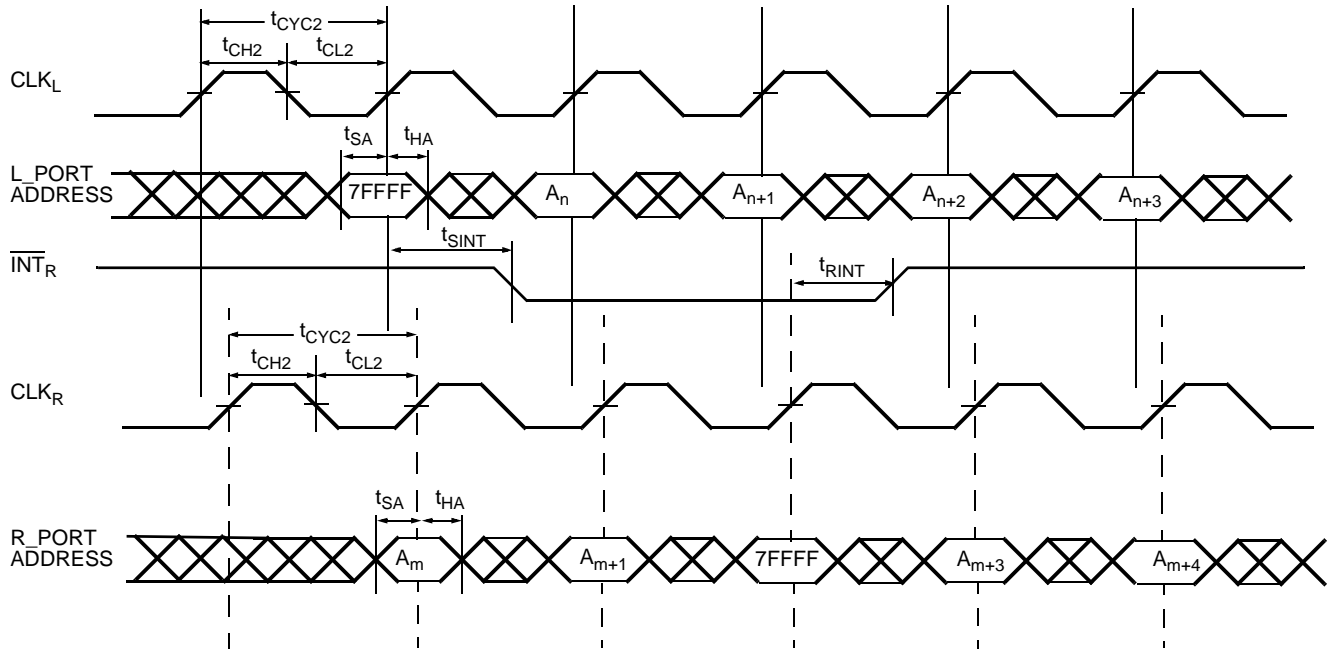 tCYC2
tCH2 tCL2
CLKL
tSA tHA
L_PORT
ADDRESS
7FFFF An An+1 An+2 An+3
tSINT
INTR
tRINT
tCYC2
tCH2 tCL2
CLKR
tSA tHA
R_PORT
ADDRESS
Am Am+1 7FFFF Am+3 Am+4